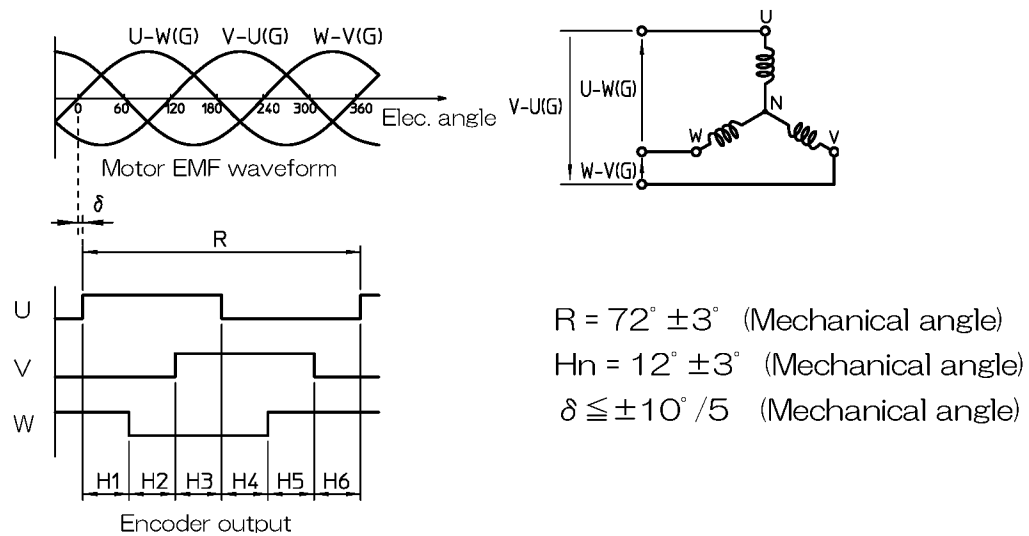 U-W(G) V-U(G) W-V(G)
0 60 120 180 240 300 360
Elec. angle
Motor EMF waveform
δ
R
U
V
W
H1 H2 H3 H4 H5 H6
Encoder output
U
V-U(G)
U-W(G)
N
W
V
W-V(G)
R = 72° ±3° (Mechanical angle)
Hn = 12° ±3° (Mechanical angle)
δ ≦ ±10° /5 (Mechanical angle)